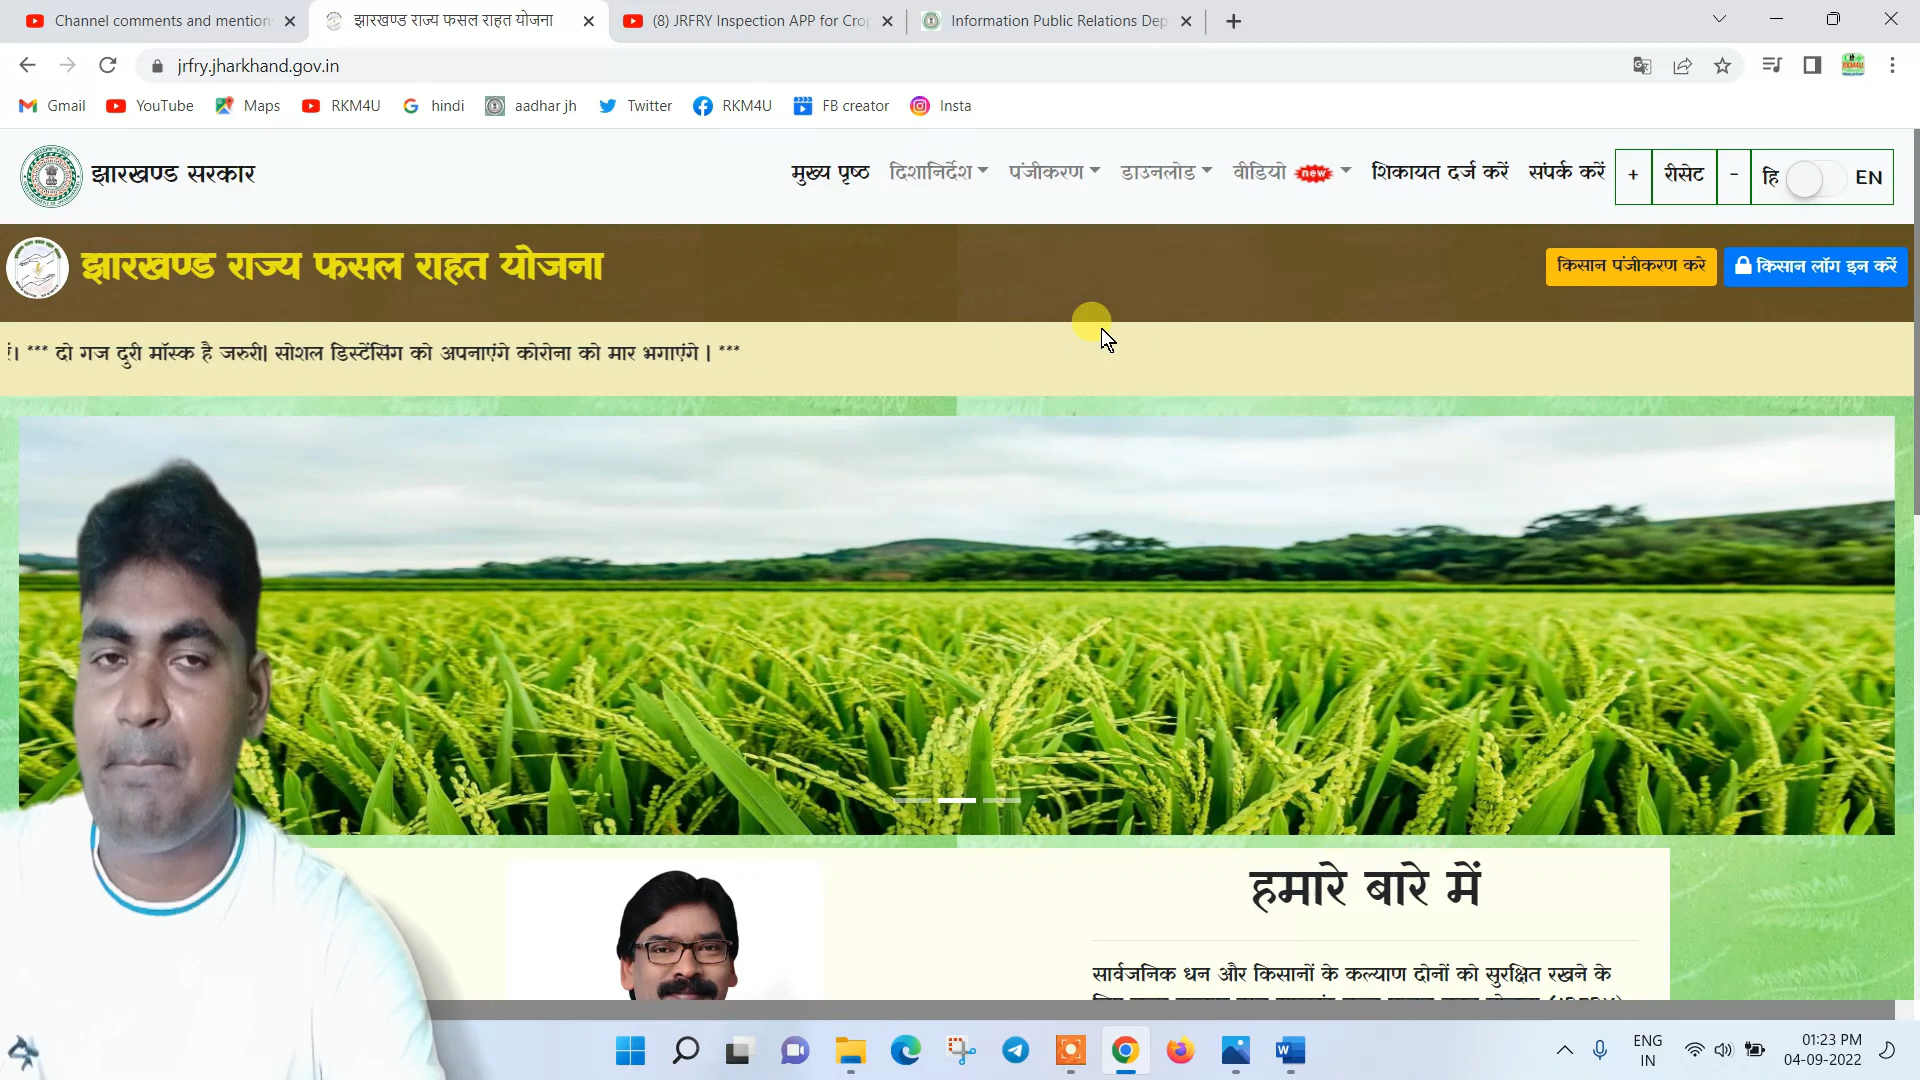 Channel comments and mention
झारखण्ड राज्य फसल राहत योजना
(8) JRFRY Inspection APP for Cro
Information Public Relations Dep
jrfry.jharkhand.gov.in
Gmail YouTube Maps RKM4U hindi aadhar jh Twitter RKM4U FB creator Insta
झारखण्ड सरकार
मुख्य पृष्ठ दिशानिर्देश पंजीकरण डाउनलोड वीडियो new शिकायत दर्ज करें संपर्क करें + रीसेट - हि EN
झारखण्ड राज्य फसल राहत योजना
किसान पंजीकरण करे किसान लॉग इन करें
*** दो गज दुरी मॉस्क है जरुरी| सोशल डिस्टेंसिंग को अपनाएंगे कोरोना को मार भगाएंगे | ***
हमारे बारे में
सार्वजनिक धन और किसानों के कल्याण दोनों को सुरक्षित रखने के
ENG
IN
01:23 PM
04-09-2022